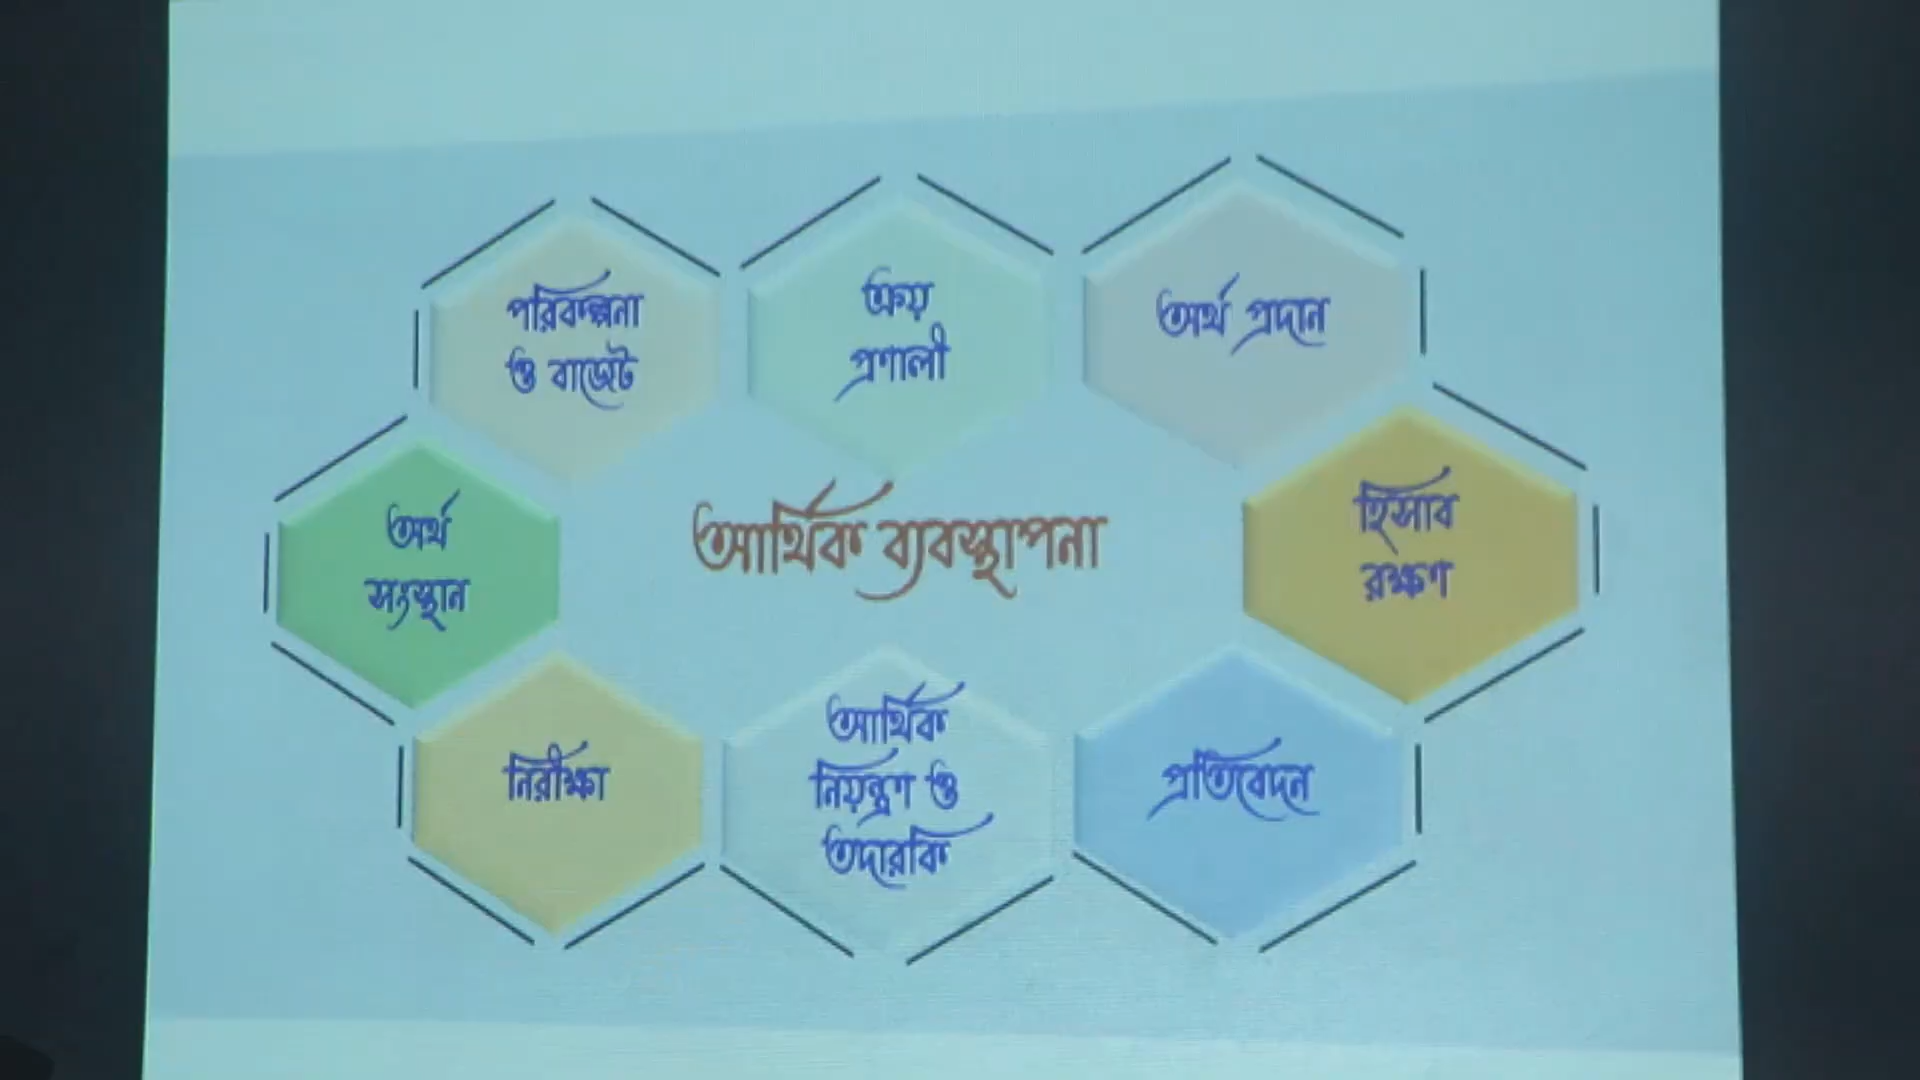 পরিকল্পনা
ও বাজেট
ক্রয়
প্রণালী
অর্থ প্রদান
অর্থ
সংস্থান
আর্থিক ব্যবস্থাপনা
হিসাব
রক্ষণ
নিরীক্ষা
আর্থিক
নিয়ন্ত্রণ ও
তদারকি
প্রতিবেদন